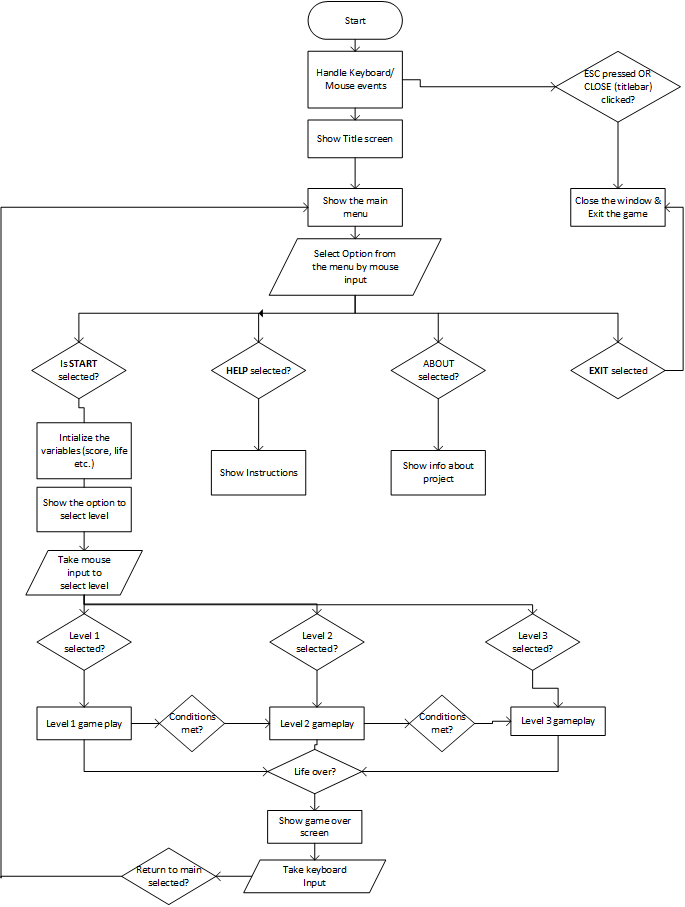 Start
Handle Keyboard/
Mouse events
ESC pressed OR
CLOSE (titlebar)
clicked?
Show Title screen
Show the main
menu
Close the window &
Exit the game
Select Option from
the menu by mouse
input
Is START
selected?
HELP selected?
ABOUT
selected?
EXIT selected
Intialize the
variables (score, life
etc.)
Show Instructions
Show info about
project
Show the option to
select level
Take mouse
input to
select level
Level 1
selected?
Level 2
selected?
Level 3
selected?
Level 1 game play
Conditions
met?
Level 2 gameplay
Conditions
met?
Level 3 gameplay
Life over?
Show game over
screen
Return to main
selected?
Take keyboard
Input